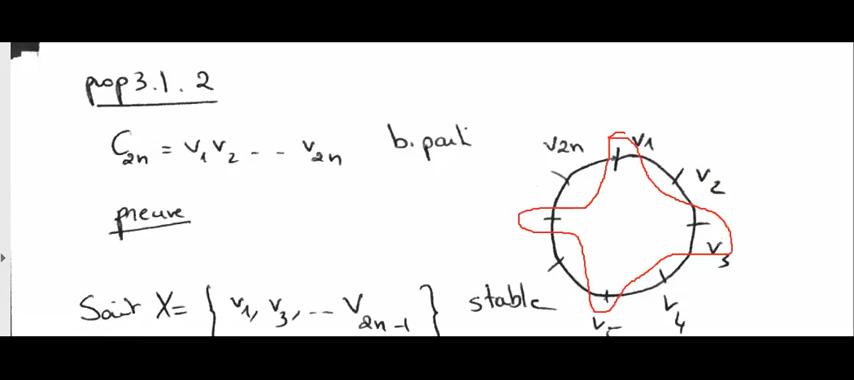 prop 3.1.2
C2n = v1 v2 -- v2n b.parti
preuve
Soit X = { v1, v3, -- V2n-1 } stable
v2n
v1
v2
v3
v4
v5